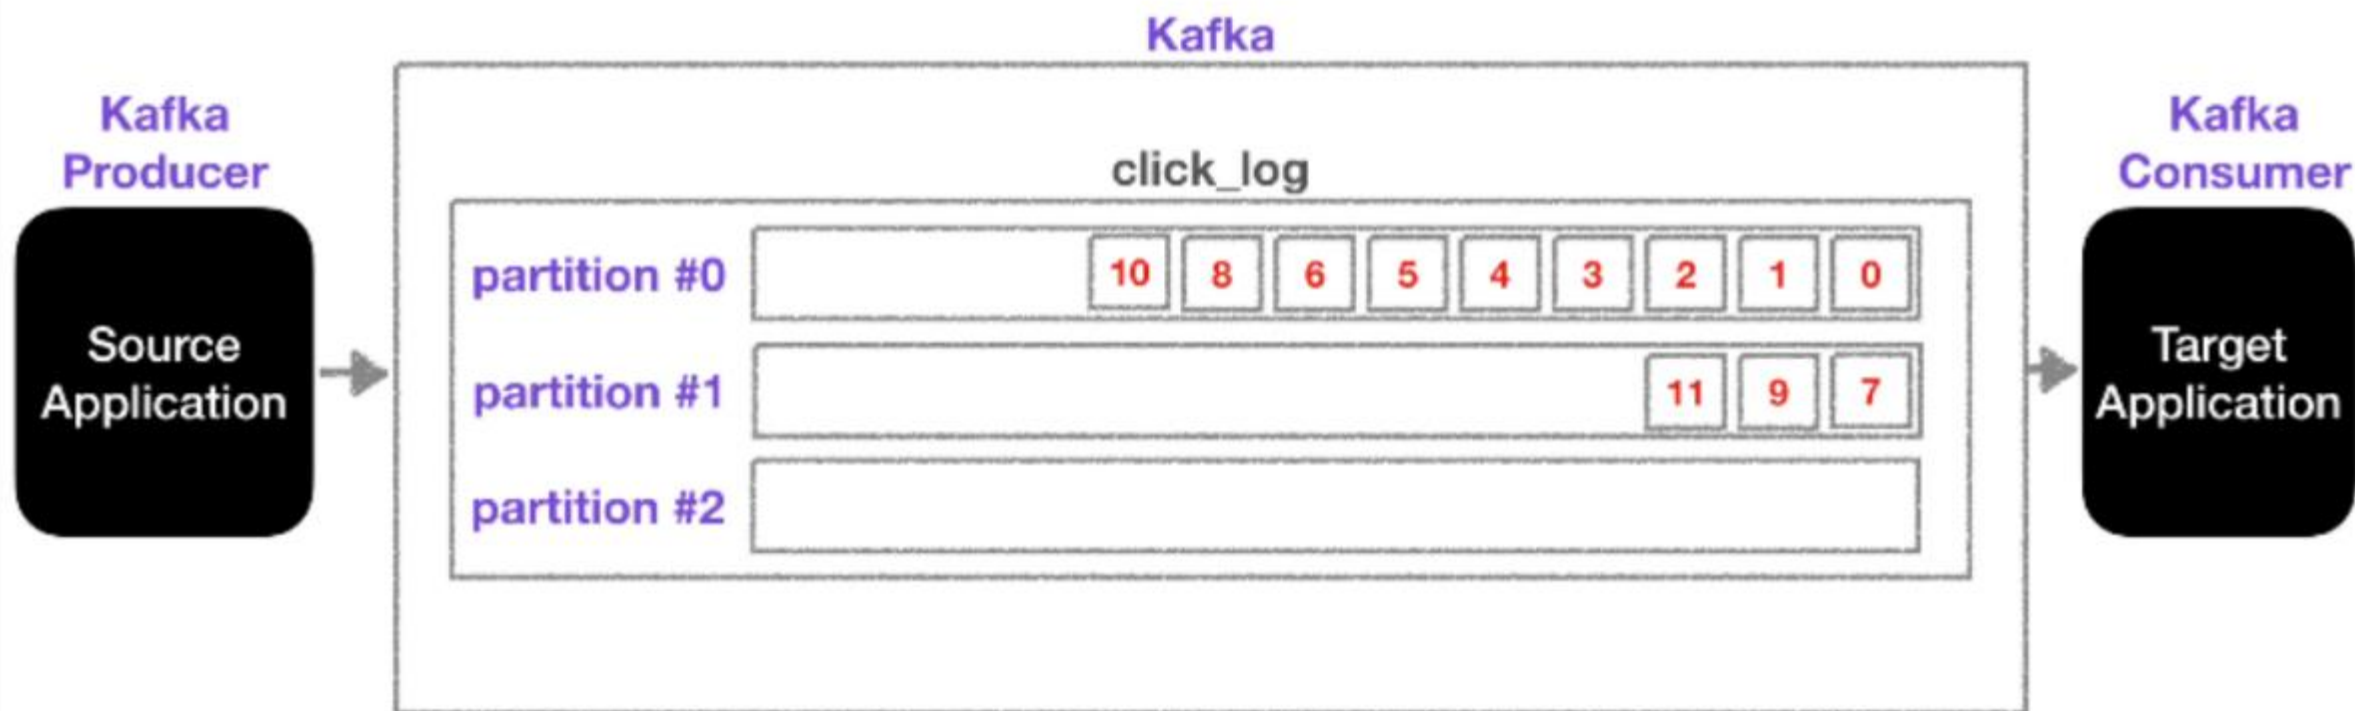 Kafka
Kafka
Producer
Source
Application
click_log
partition #0 10 8 6 5 4 3 2 1 0
partition #1 11 9 7
partition #2
Kafka
Consumer
Target
Application